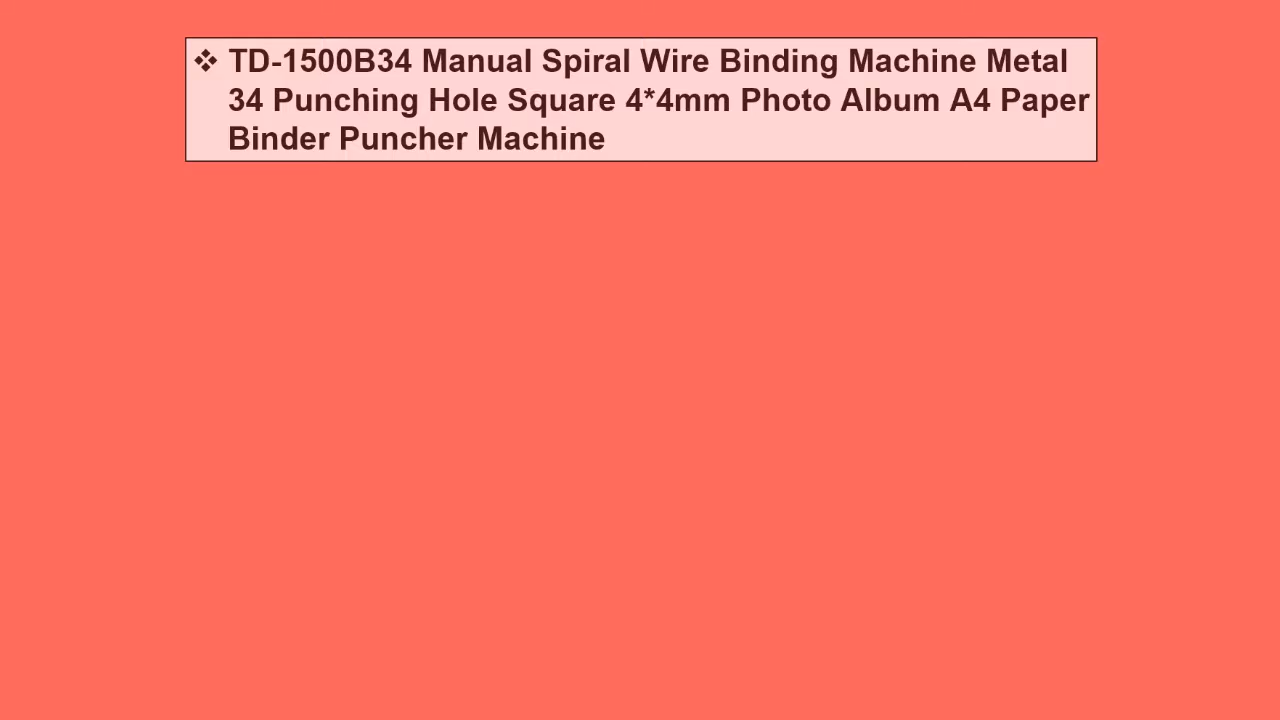 ❖ TD-1500B34 Manual Spiral Wire Binding Machine Metal
34 Punching Hole Square 4*4mm Photo Album A4 Paper
Binder Puncher Machine